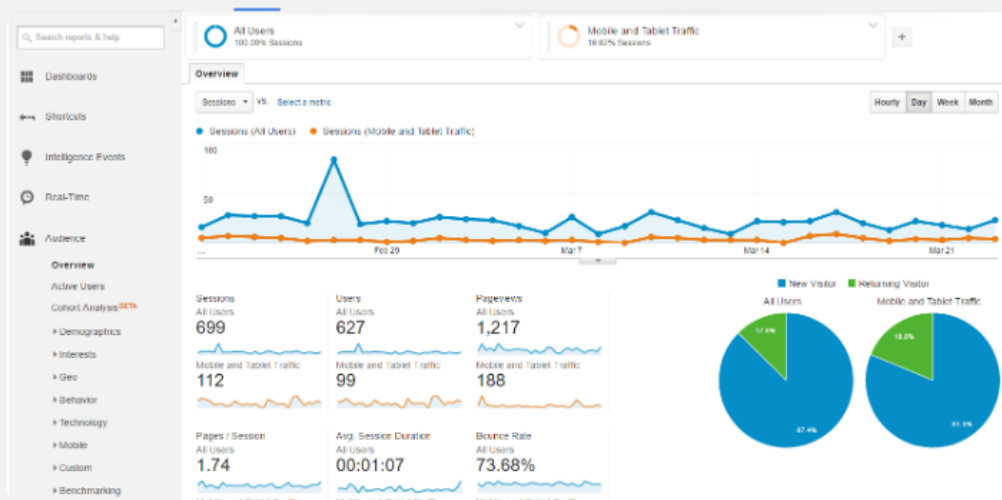 Search reports & help
All Users
100.00% Sessions
Mobile and Tablet Traffic
16.02% Sessions
+
Dashboards
Shortcuts
Intelligence Events
Real-Time
Audience
Overview
Active Users
Cohort Analysis BETA
Demographics
Interests
Geo
Behavior
Technology
Mobile
Custom
Benchmarking
Overview
Sessions VS. Select a metric
Hourly Day Week Month
Sessions (All Users) Sessions (Mobile and Tablet Traffic)
100
50
... Feb 29 Mar 7 Mar 14 Mar 21
Sessions
All Users
699
Mobile and Tablet Traffic
112
Users
All Users
627
Mobile and Tablet Traffic
99
Pageviews
All Users
1,217
Mobile and Tablet Traffic
188
Pages / Session
All Users
1.74
Avg. Session Duration
All Users
00:01:07
Bounce Rate
All Users
73.68%
New Visitor Returning Visitor
All Users
87.4%
Mobile and Tablet Traffic